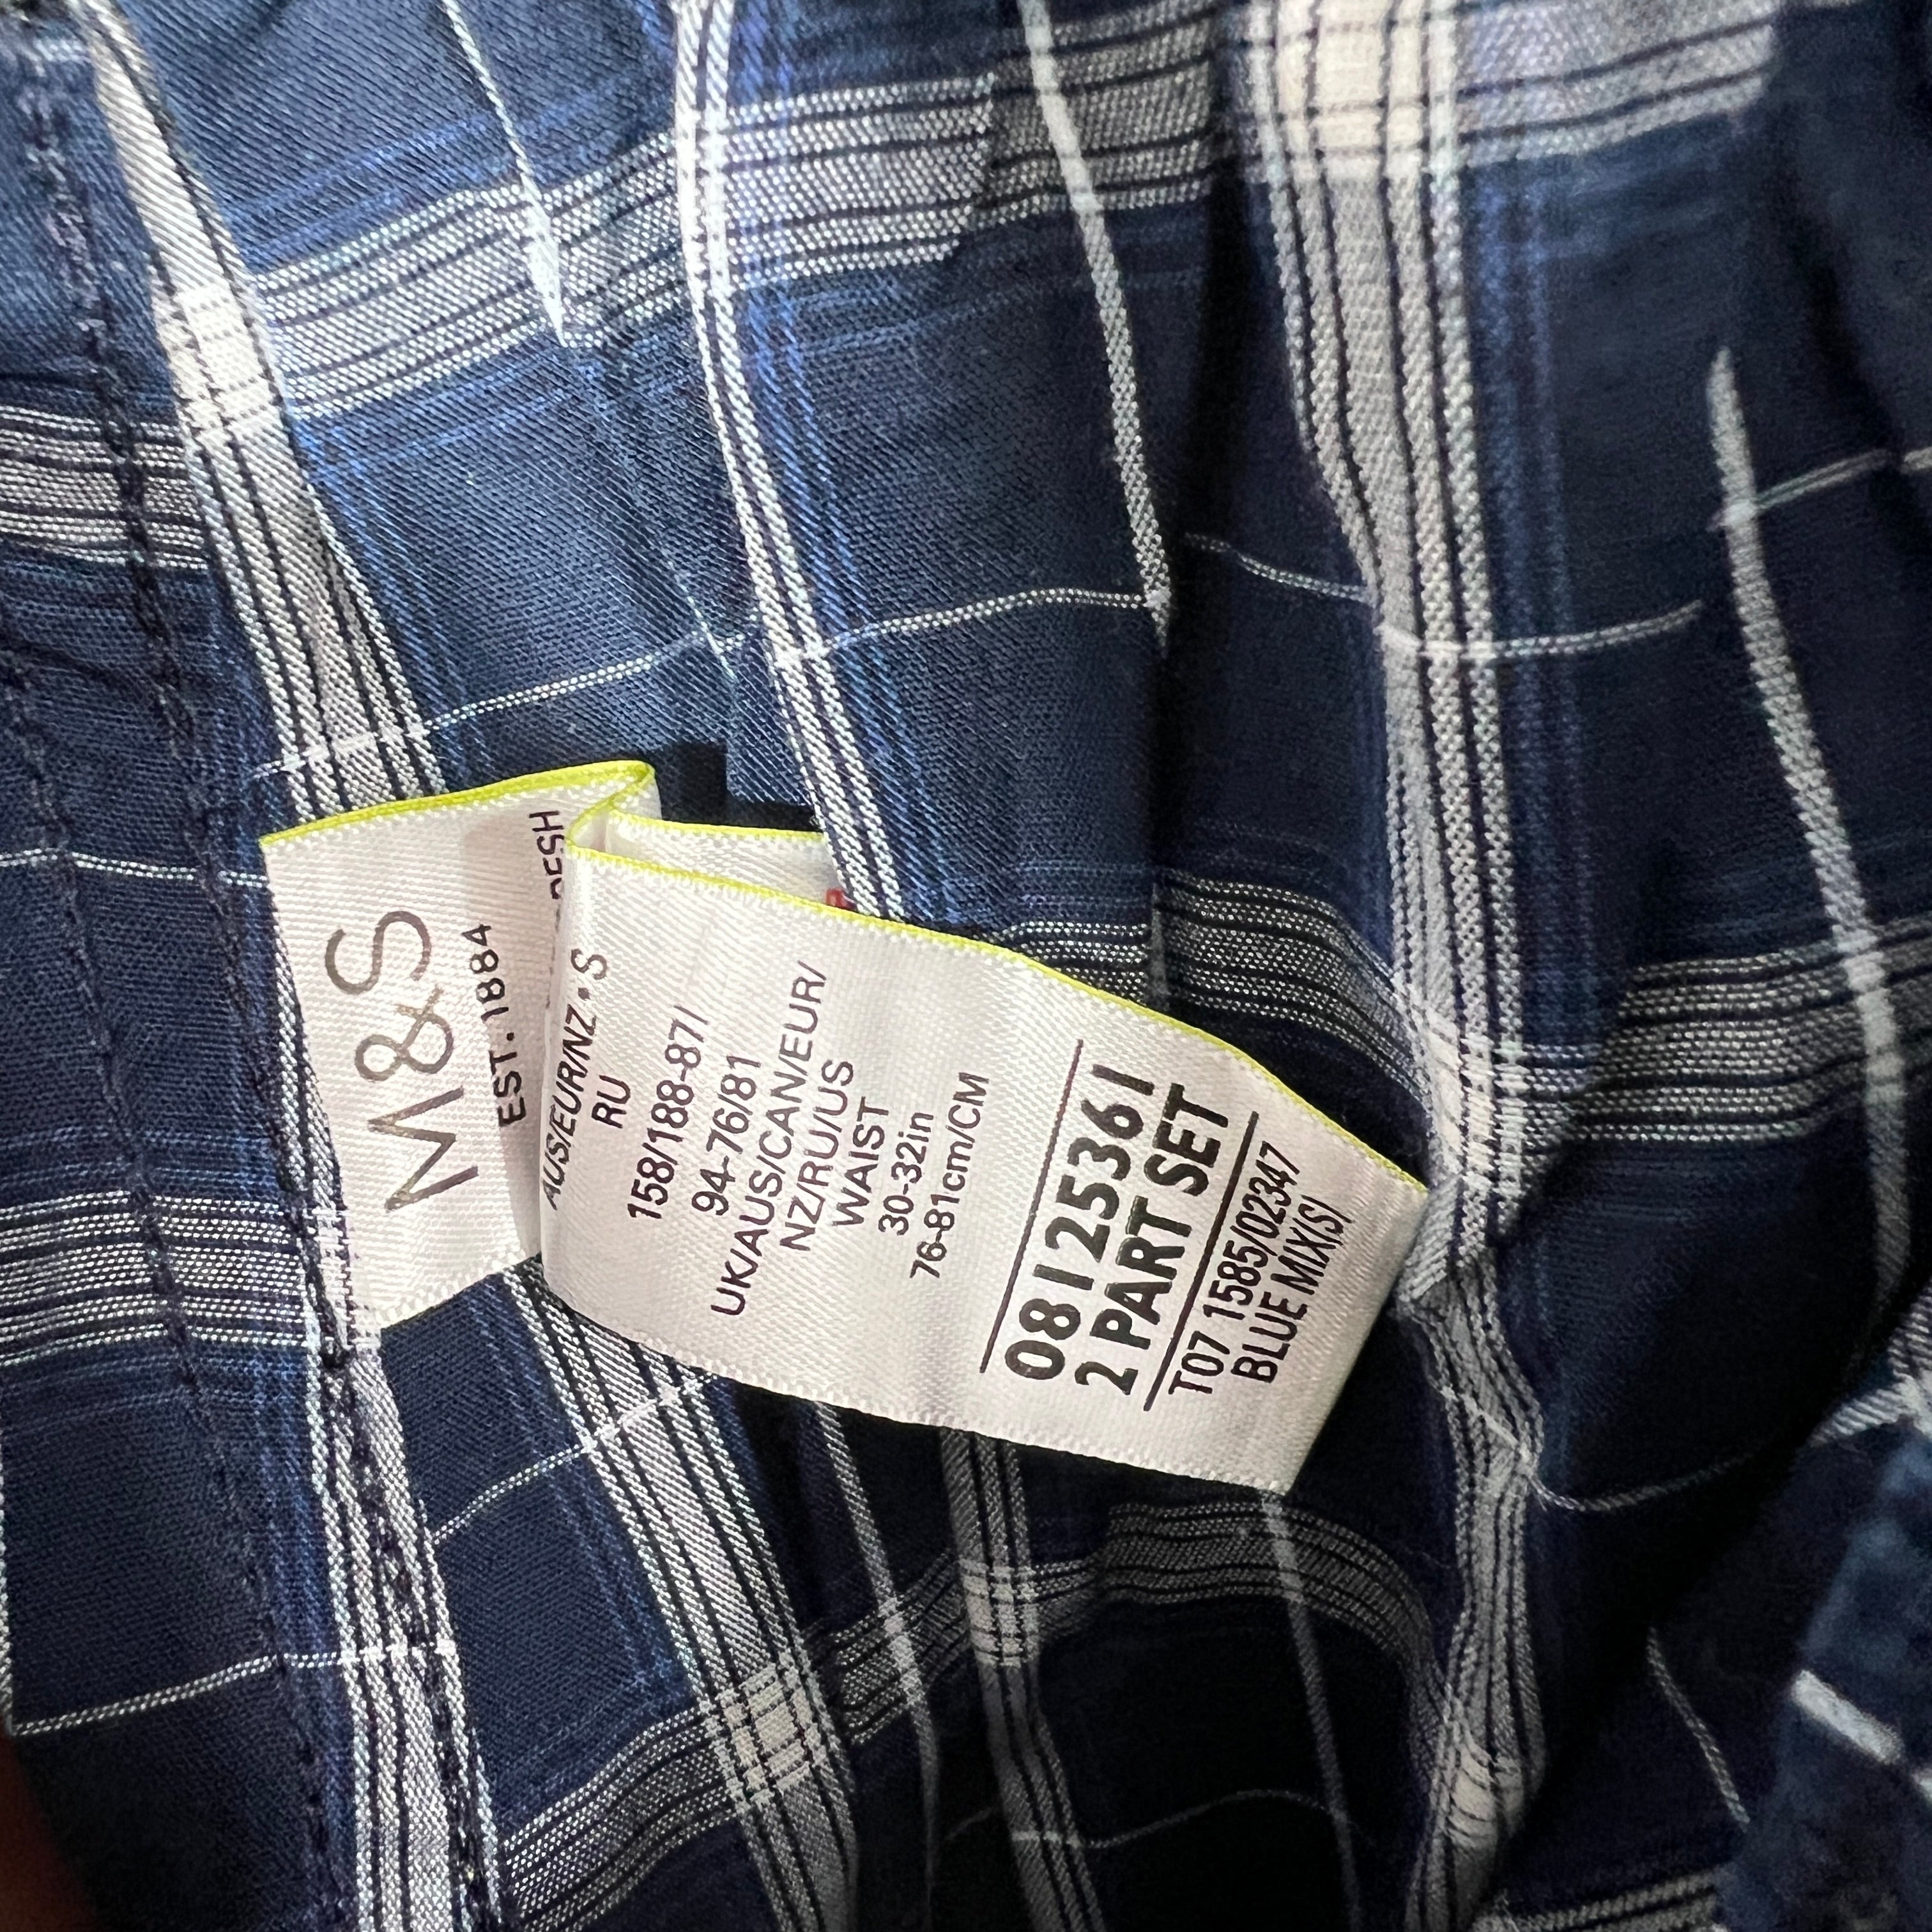 M&S
EST. 1884
AUS/EUR/NZ • S
RU
158/188-87/
94-76/81
UK/AUS/CAN/EUR/
NZ/RU/US
WAIST
30-32in
76-81cm/CM
08125361
2 PART SET
T07 1585/02347
BLUE MIX(S)